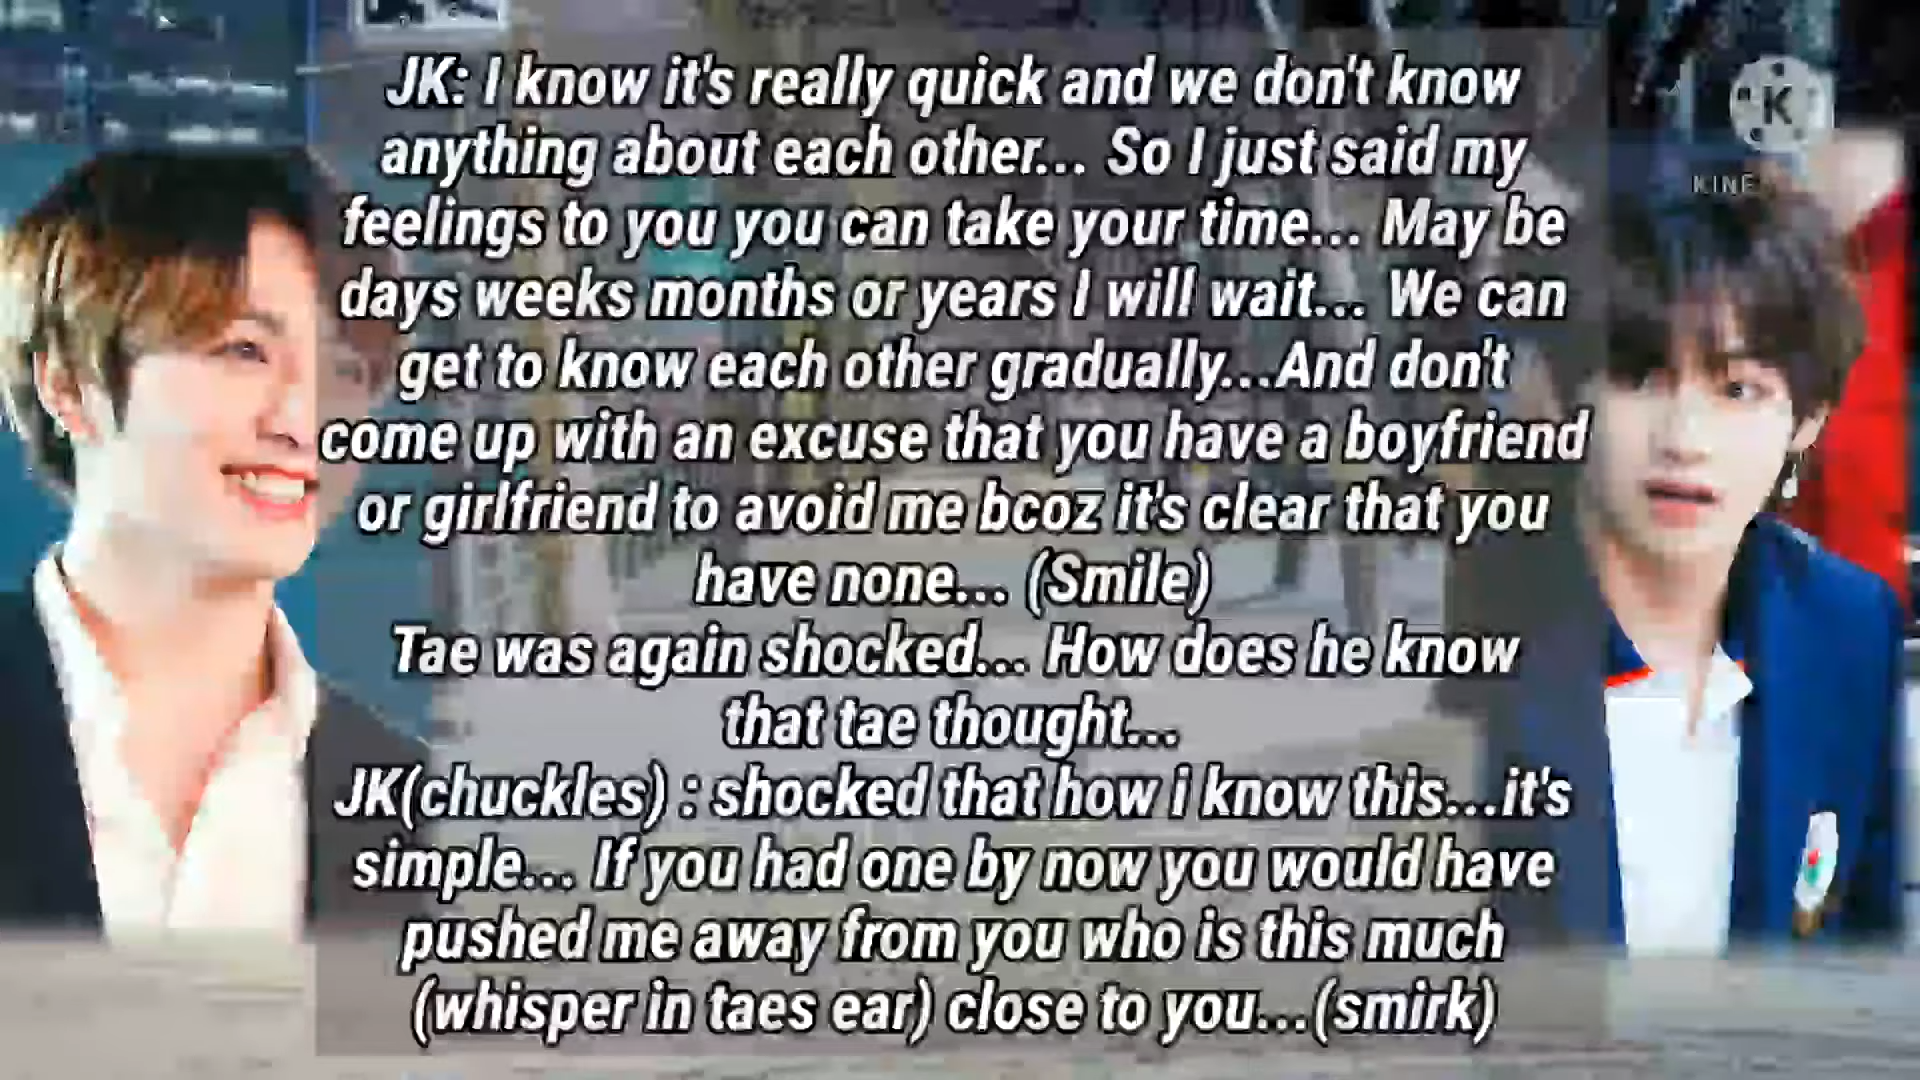 JK: I know it's really quick and we don't know
anything about each other... So I just said my
feelings to you you can take your time... May be
days weeks months or years I will wait... We can
get to know each other gradually...And don't
come up with an excuse that you have a boyfriend
or girlfriend to avoid me bcoz it's clear that you
have none... (Smile)
Tae was again shocked... How does he know
that tae thought...
JK(chuckles) : shocked that how i know this...it's
simple... If you had one by now you would have
pushed me away from you who is this much
(whisper in taes ear) close to you...(smirk)
K
KINE